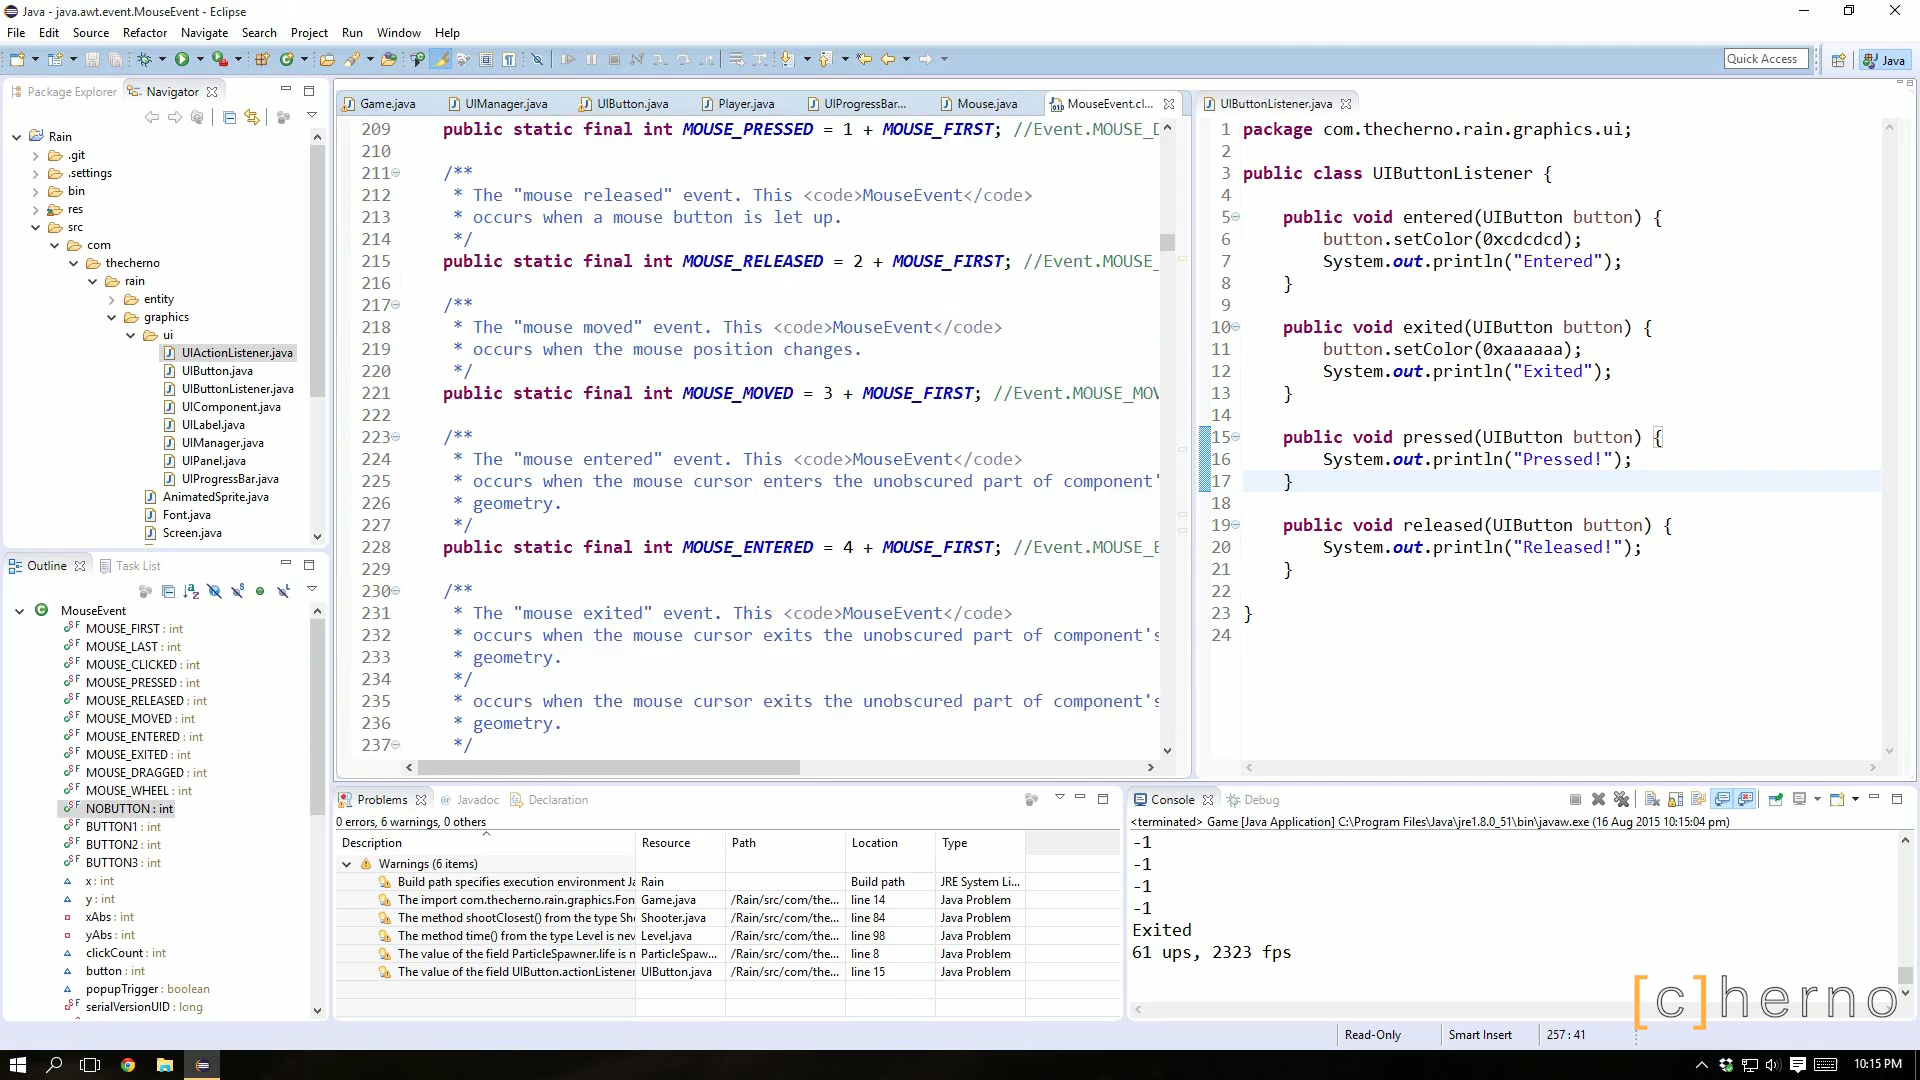 Java - java.awt.event.MouseEvent - Eclipse
File Edit Source Refactor Navigate Search Project Run Window Help
Quick Access
Java
Package Explorer
Navigator
Rain
.git
.settings
bin
res
src
com
thecherno
rain
entity
graphics
ui
UIActionListener.java
UIButton.java
UIButtonListener.java
UIComponent.java
UILabel.java
UIManager.java
UIPanel.java
UIProgressBar.java
AnimatedSprite.java
Font.java
Screen.java
Outline
Task List
MouseEvent
MOUSE_FIRST : int
MOUSE_LAST : int
MOUSE_CLICKED : int
MOUSE_PRESSED : int
MOUSE_RELEASED : int
MOUSE_MOVED : int
MOUSE_ENTERED : int
MOUSE_EXITED : int
MOUSE_DRAGGED : int
MOUSE_WHEEL : int
NOBUTTON : int
BUTTON1 : int
BUTTON2 : int
BUTTON3 : int
x : int
y : int
xAbs : int
yAbs : int
clickCount : int
button : int
popupTrigger : boolean
serialVersionUID : long
Game.java UIManager.java UIButton.java Player.java UIProgressBar... Mouse.java MouseEvent.cl...
209 public static final int MOUSE_PRESSED = 1 + MOUSE_FIRST; //Event.MOUSE_D
210
211 /**
212 * The "mouse released" event. This <code>MouseEvent</code>
213 * occurs when a mouse button is let up.
214 */
215 public static final int MOUSE_RELEASED = 2 + MOUSE_FIRST; //Event.MOUSE_
216
217 /**
218 * The "mouse moved" event. This <code>MouseEvent</code>
219 * occurs when the mouse position changes.
220 */
221 public static final int MOUSE_MOVED = 3 + MOUSE_FIRST; //Event.MOUSE_MOV
222
223 /**
224 * The "mouse entered" event. This <code>MouseEvent</code>
225 * occurs when the mouse cursor enters the unobscured part of component'
226 * geometry.
227 */
228 public static final int MOUSE_ENTERED = 4 + MOUSE_FIRST; //Event.MOUSE_E
229
230 /**
231 * The "mouse exited" event. This <code>MouseEvent</code>
232 * occurs when the mouse cursor exits the unobscured part of component's
233 * geometry.
234 */
235 * occurs when the mouse cursor exits the unobscured part of component's
236 * geometry.
237 */
UIButtonListener.java
1 package com.thecherno.rain.graphics.ui;
2
3 public class UIButtonListener {
4
5 public void entered(UIButton button) {
6 button.setColor(0xcdcdcd);
7 System.out.println("Entered");
8 }
9
10 public void exited(UIButton button) {
11 button.setColor(0xaaaaaa);
12 System.out.println("Exited");
13 }
14
15 public void pressed(UIButton button) {
16 System.out.println("Pressed!");
17 }
18
19 public void released(UIButton button) {
20 System.out.println("Released!");
21 }
22
23 }
24
Problems Javadoc Declaration
0 errors, 6 warnings, 0 others
Description Resource Path Location Type
Warnings (6 items)
Build path specifies execution environment Ja Rain Build path JRE System Li...
The import com.thecherno.rain.graphics.Fon Game.java /Rain/src/com/the... line 14 Java Problem
The method shootClosest() from the type Sho Shooter.java /Rain/src/com/the... line 84 Java Problem
The method time() from the type Level is nev Level.java /Rain/src/com/the... line 98 Java Problem
The value of the field ParticleSpawner.life is n ParticleSpaw... /Rain/src/com/the... line 8 Java Problem
The value of the field UIButton.actionListener UIButton.java /Rain/src/com/the... line 15 Java Problem
Console Debug
<terminated> Game [Java Application] C:\Program Files\Java\jre1.8.0_51\bin\javaw.exe (16 Aug 2015 10:15:04 pm)
-1
-1
-1
-1
Exited
61 ups, 2323 fps
[c]herno
Read-Only Smart Insert 257 : 41
10:15 PM